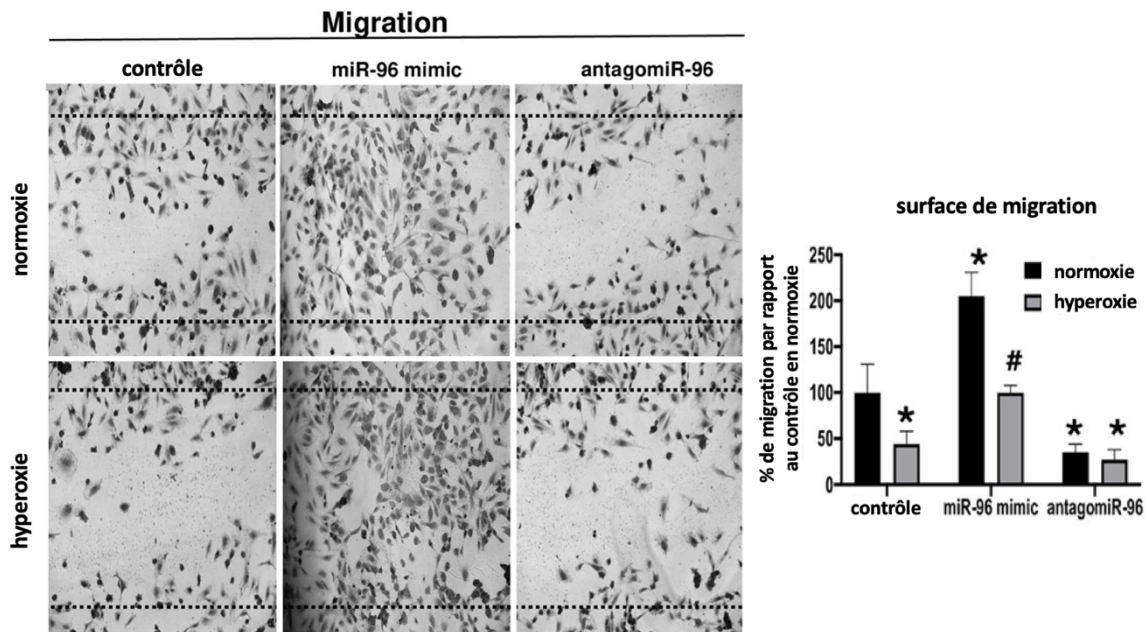 Migration
contrôle
miR-96 mimic
antagomiR-96
normoxie
hyperoxie
surface de migration
% de migration par rapport
au contrôle en normoxie
250
200
150
100
50
0
*
*
*
#
*
*
normoxie
hyperoxie
contrôle
miR-96 mimic
antagomiR-96